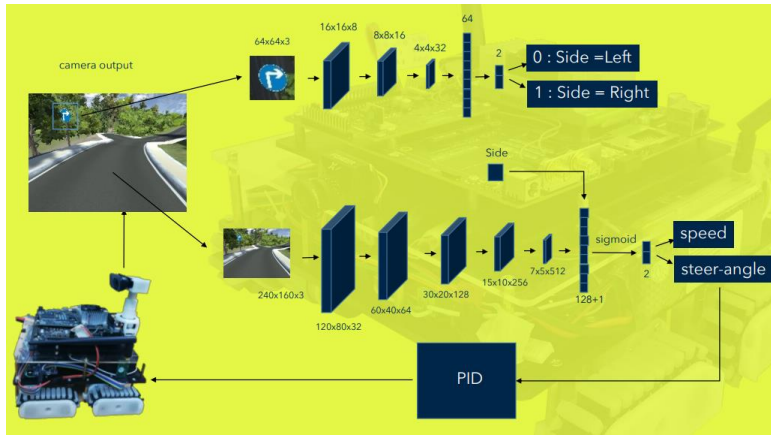 camera output
64x64x3
16x16x8
8x8x16
4x4x32
64
2
0 : Side =Left
1 : Side = Right
Side
240x160x3
120x80x32
60x40x64
30x20x128
15x10x256
7x5x512
128+1
sigmoid
2
speed
steer-angle
PID